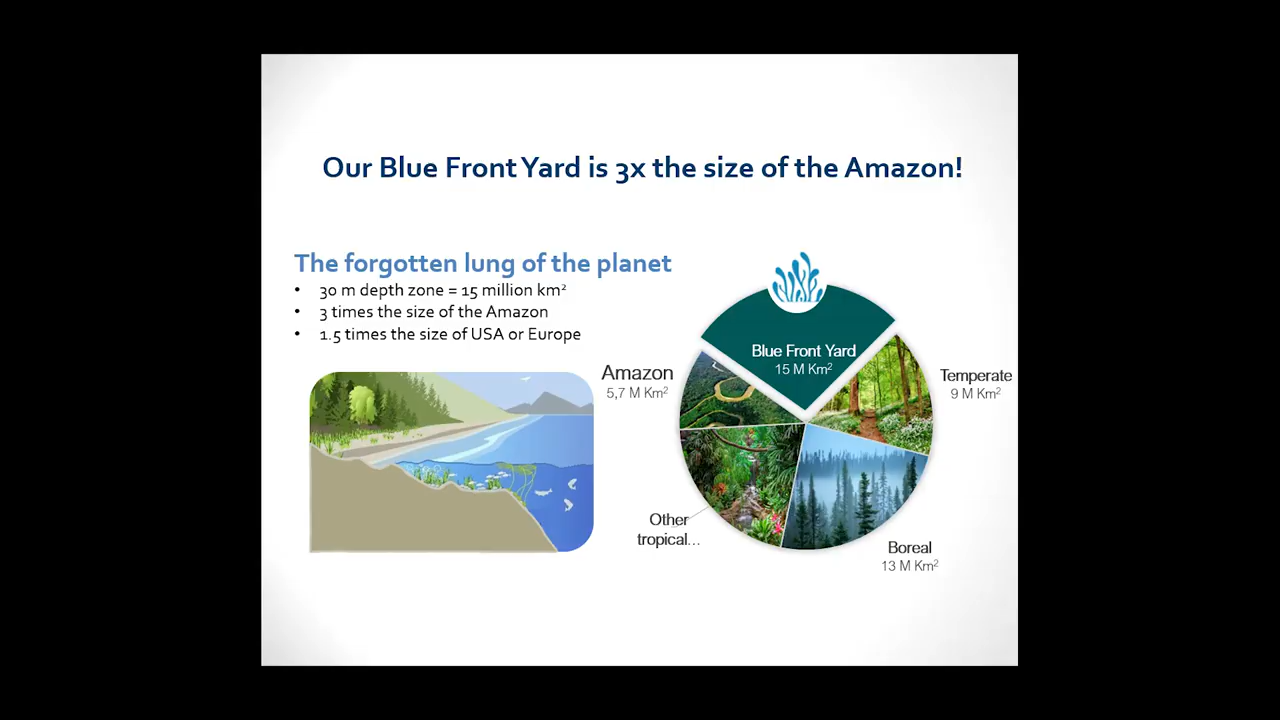 Our Blue Front Yard is 3x the size of the Amazon!
The forgotten lung of the planet
• 30 m depth zone = 15 million km²
• 3 times the size of the Amazon
• 1.5 times the size of USA or Europe
Blue Front Yard
15 M Km²
Amazon
5,7 M Km²
Temperate
9 M Km²
Other
tropical...
Boreal
13 M Km²